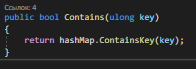 Ссылок: 4
public bool Contains(ulong key)
{
return hashMap.ContainsKey(key);
}